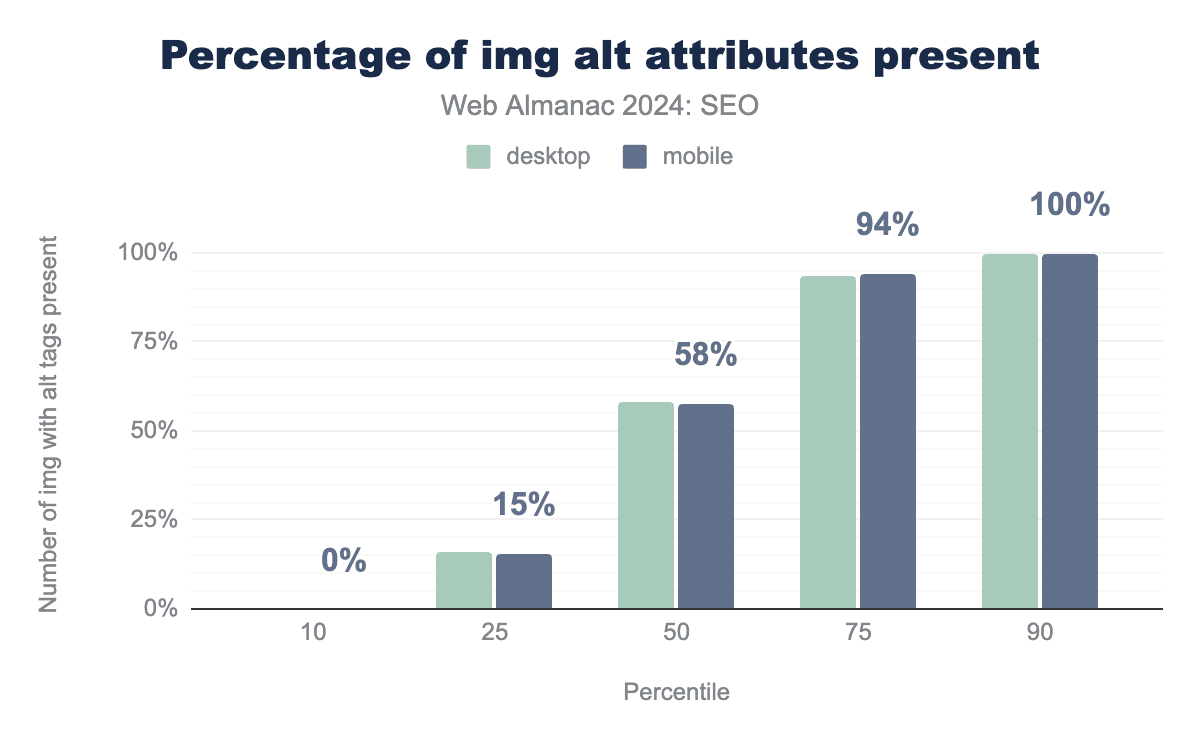 Percentage of img alt attributes present
Web Almanac 2024: SEO
desktop mobile
Number of img with alt tags present
100%
75%
50%
25%
0%
0%
15%
58%
94%
100%
10 25 50 75 90
Percentile